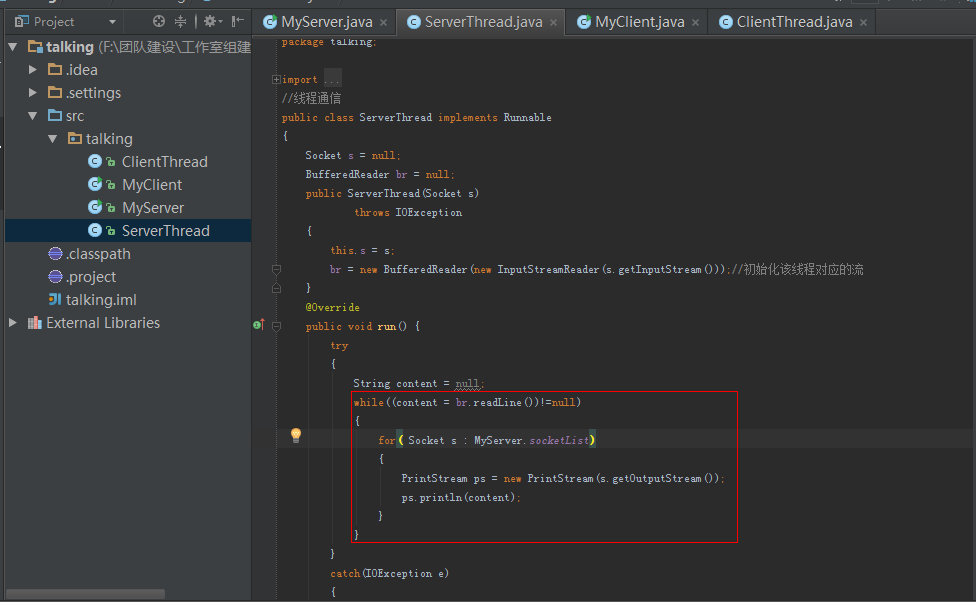 Project
MyServer.java
ServerThread.java
MyClient.java
ClientThread.java
talking (F:\团队建设\工作室组建
.idea
.settings
src
talking
ClientThread
MyClient
MyServer
ServerThread
.classpath
.project
talking.iml
External Libraries
package talking;
import ...
//线程通信
public class ServerThread implements Runnable
{
Socket s = null;
BufferedReader br = null;
public ServerThread(Socket s)
throws IOException
{
this.s = s;
br = new BufferedReader(new InputStreamReader(s.getInputStream()));//初始化该线程对应的流
}
@Override
public void run() {
try
{
String content = null;
while((content = br.readLine())!=null)
{
for( Socket s : MyServer.socketList)
{
PrintStream ps = new PrintStream(s.getOutputStream());
ps.println(content);
}
}
}
catch(IOException e)
{